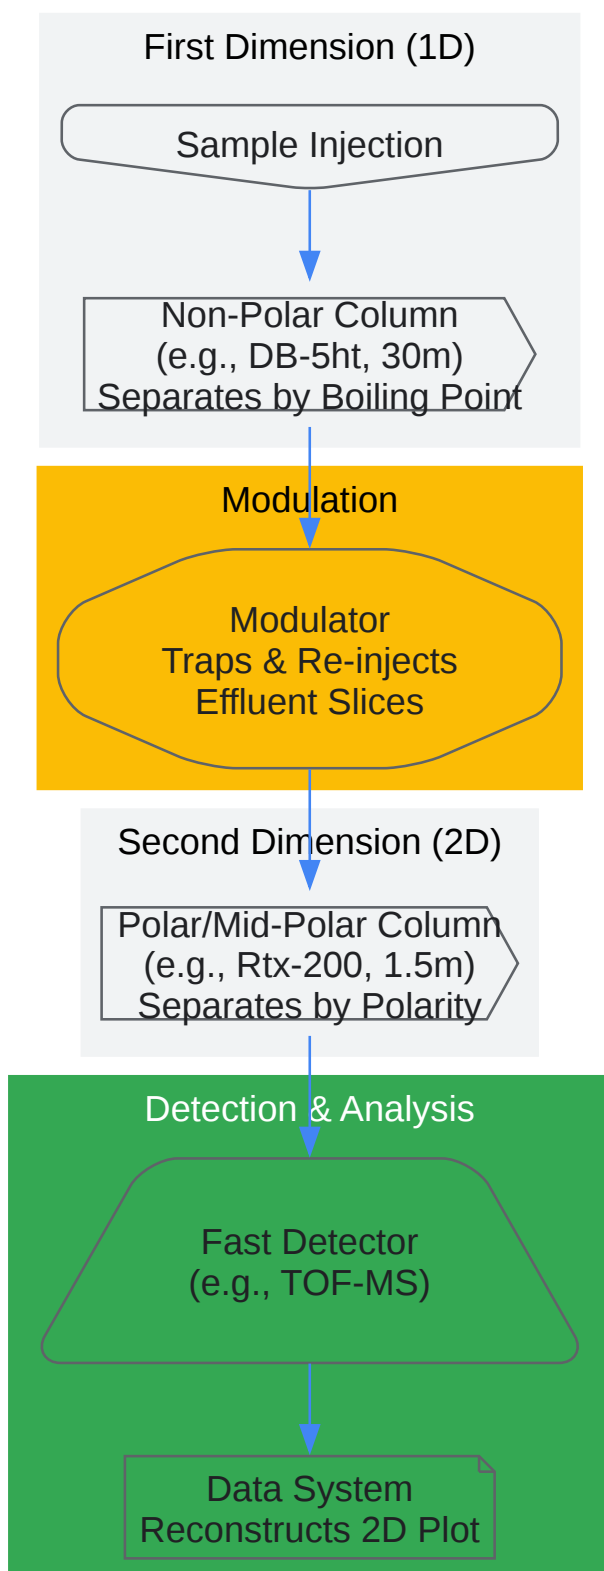 First Dimension (1D)
Sample Injection
Non-Polar Column
(e.g., DB-5ht, 30m)
Separates by Boiling Point
Modulation
Modulator
Traps & Re-injects
Effluent Slices
Second Dimension (2D)
Polar/Mid-Polar Column
(e.g., Rtx-200, 1.5m)
Separates by Polarity
Detection & Analysis
Fast Detector
(e.g., TOF-MS)
Data System
Reconstructs 2D Plot